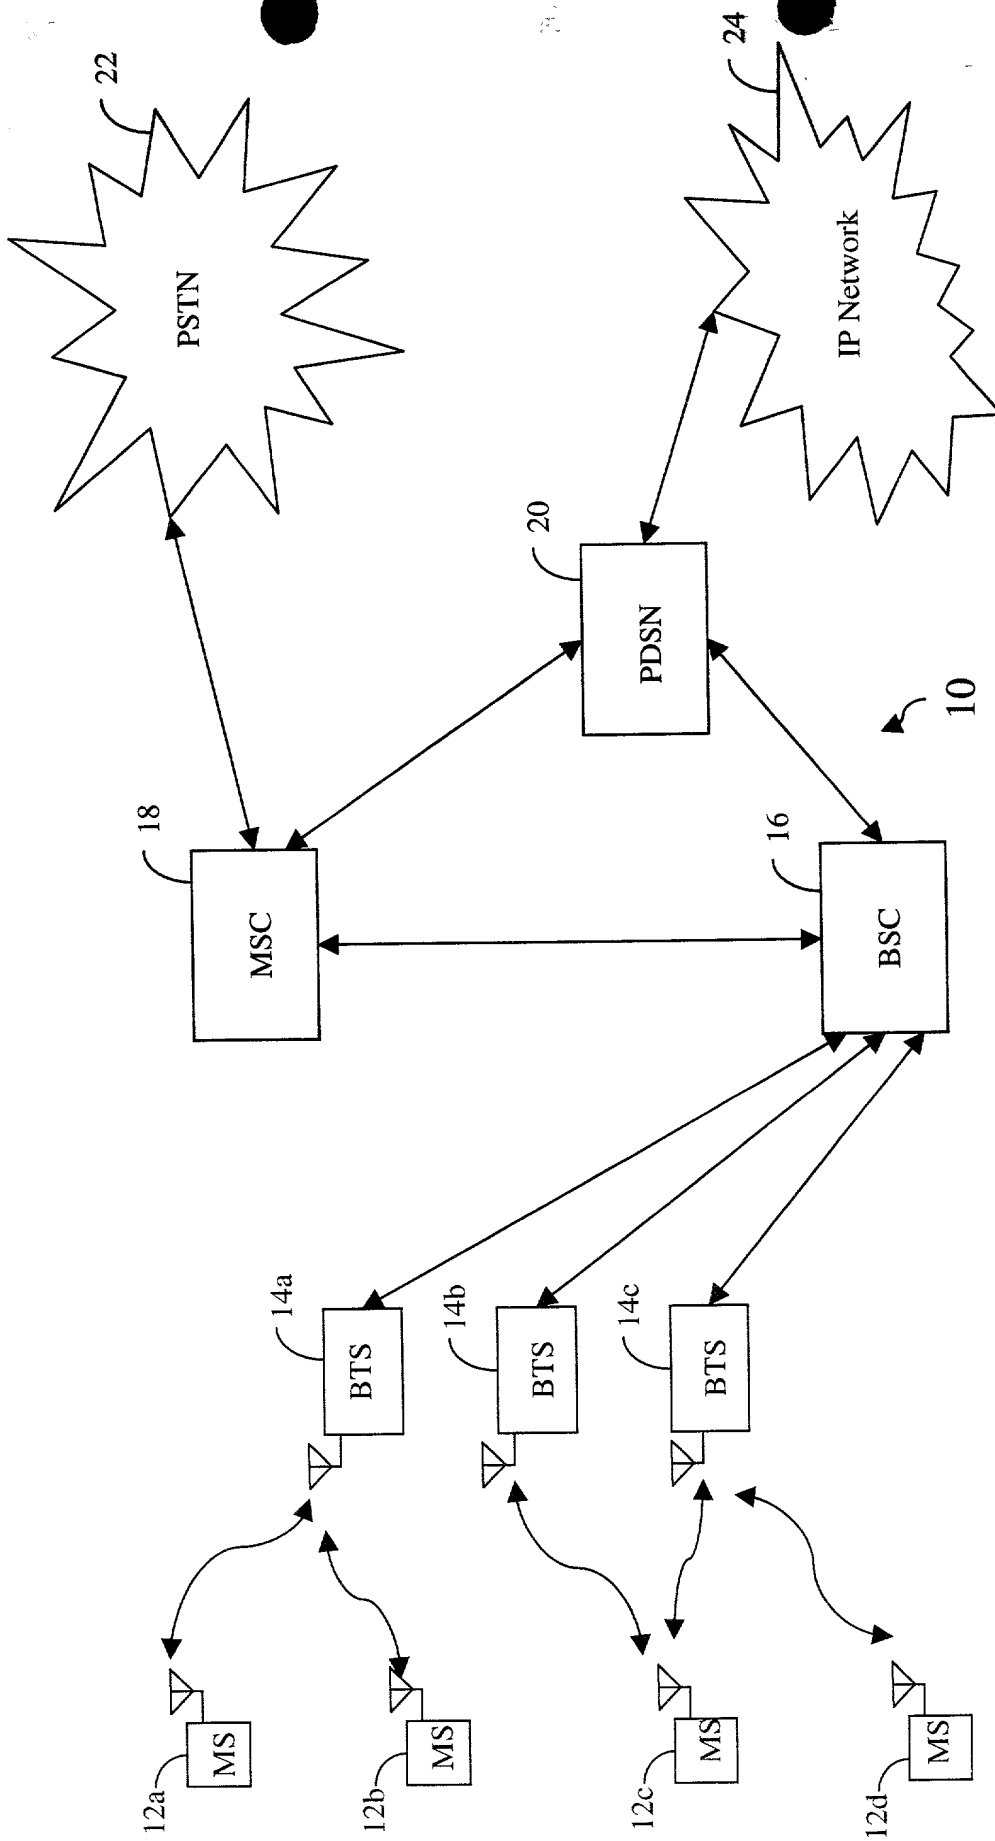 22
PSTN
24
IP Network
20
PDSN
10
18
MSC
16
BSC
14a
BTS
14b
BTS
14c
BTS
12a
MS
12b
MS
12c
MS
12d
MS